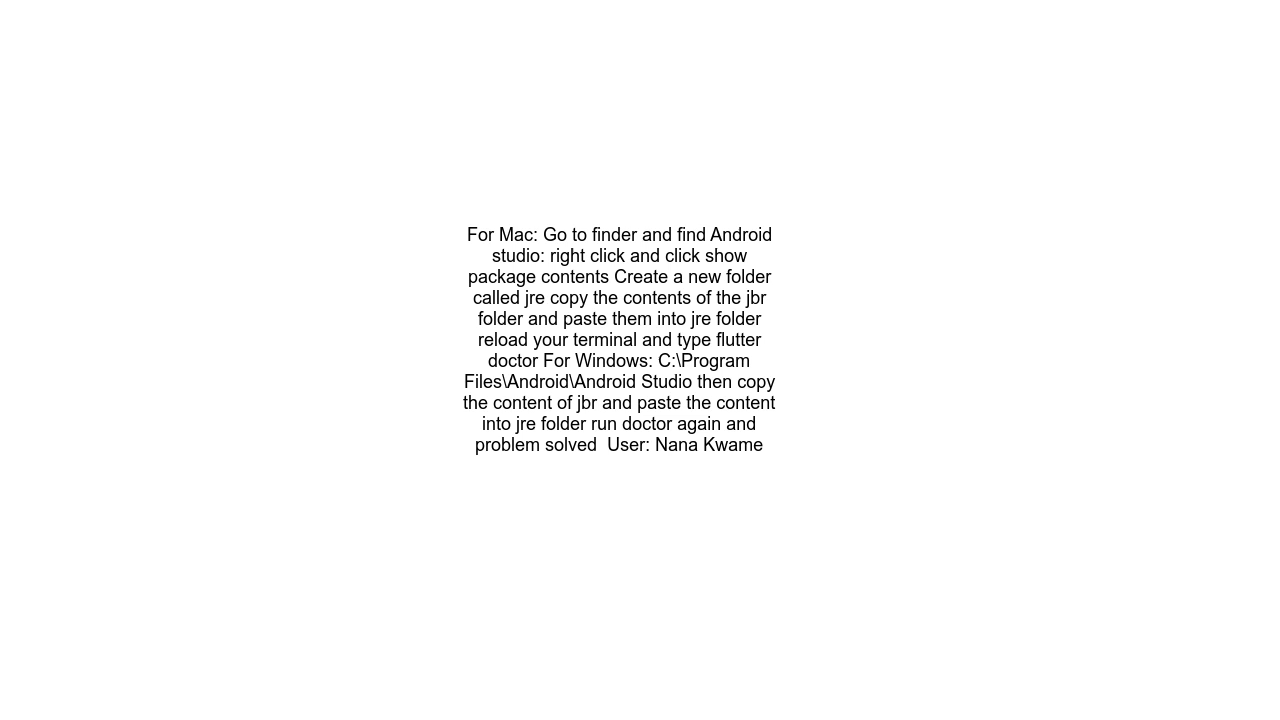 For Mac: Go to finder and find Android
studio: right click and click show
package contents Create a new folder
called jre copy the contents of the jbr
folder and paste them into jre folder
reload your terminal and type flutter
doctor For Windows: C:\Program
Files\Android\Android Studio then copy
the content of jbr and paste the content
into jre folder run doctor again and
problem solved  User: Nana Kwame